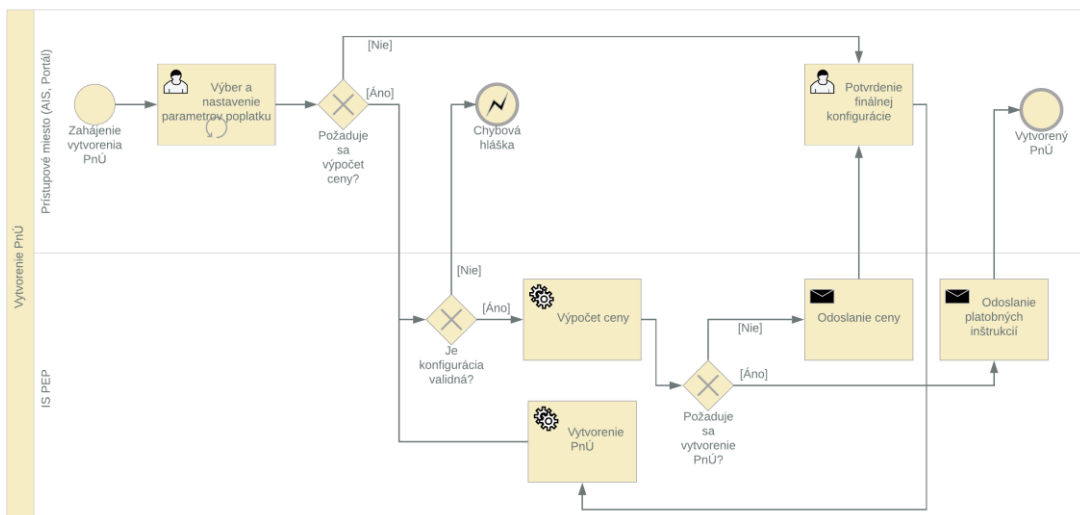 Vytvorenie PnÚ
Prístupové miesto (AIS, Portál)
Zahájenie
vytvorenia
PnÚ
Výber a
nastavenie
parametrov poplatku
[Nie]
[Áno]
Požaduje
sa
výpočet
ceny?
Chybová
hláška
Potvrdenie
finálnej
konfigurácie
Vytvorený
PnÚ
IS PEP
[Nie]
[Áno]
Je
konfigurácia
validná?
Výpočet ceny
[Nie]
[Áno]
Požaduje
sa
vytvorenie
PnÚ?
Odoslanie ceny
Odoslanie
platobných
inštrukcií
Vytvorenie
PnÚ